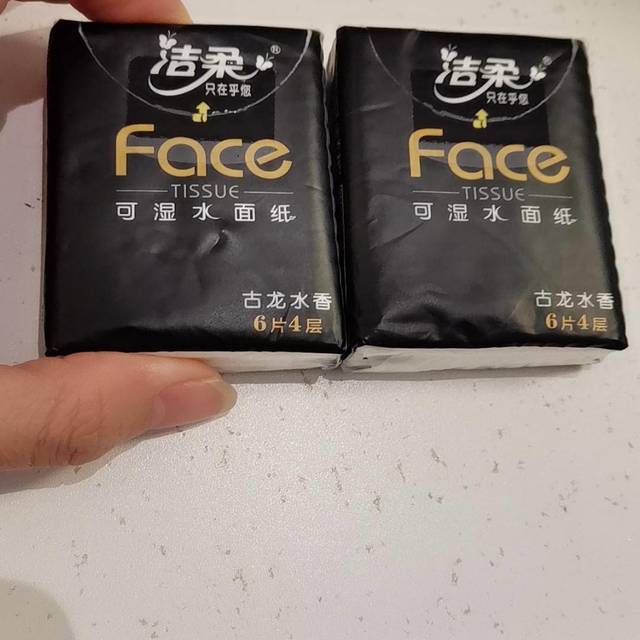 洁柔®
只在乎您
Face
TISSUE
可湿水面纸
古龙水香
6片4层
洁柔®
只在乎您
Face
TISSUE
可湿水面纸
古龙水香
6片4层